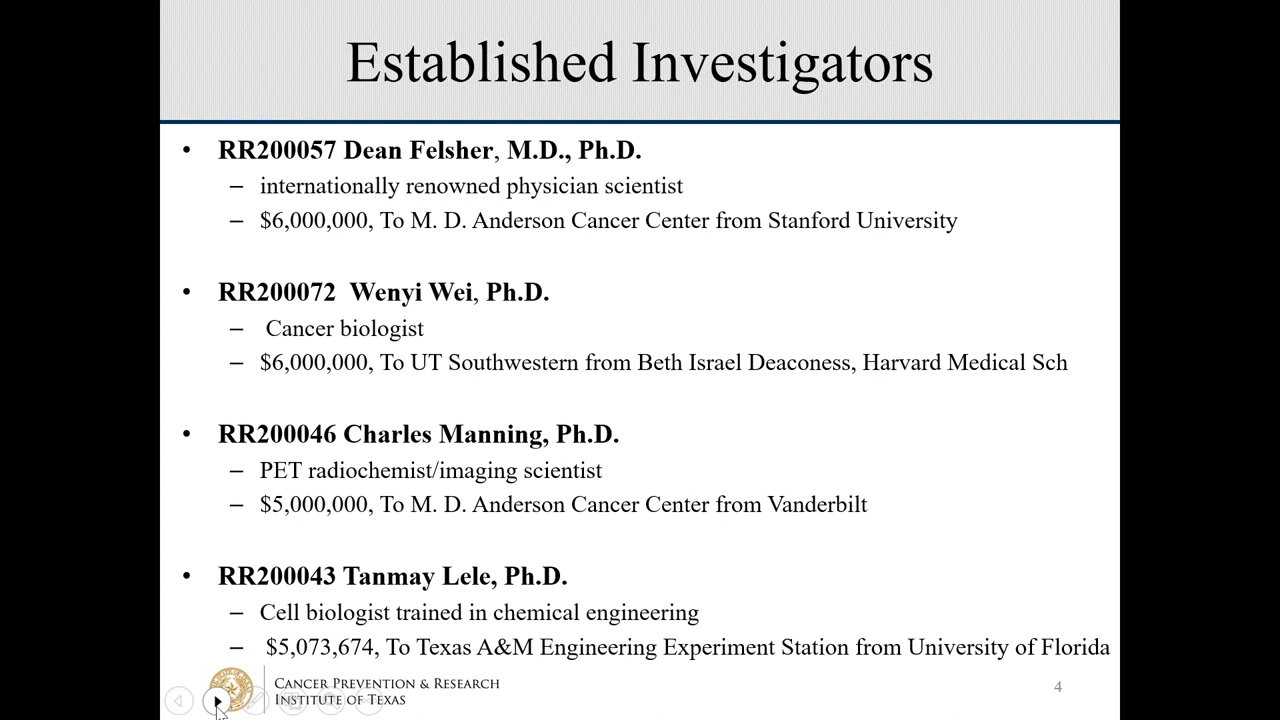 Established Investigators
• RR200057 Dean Felsher, M.D., Ph.D.
– internationally renowned physician scientist
– $6,000,000, To M. D. Anderson Cancer Center from Stanford University
• RR200072 Wenyi Wei, Ph.D.
– Cancer biologist
– $6,000,000, To UT Southwestern from Beth Israel Deaconess, Harvard Medical Sch
• RR200046 Charles Manning, Ph.D.
– PET radiochemist/imaging scientist
– $5,000,000, To M. D. Anderson Cancer Center from Vanderbilt
• RR200043 Tanmay Lele, Ph.D.
– Cell biologist trained in chemical engineering
– $5,073,674, To Texas A&M Engineering Experiment Station from University of Florida
CANCER PREVENTION & RESEARCH
INSTITUTE OF TEXAS
4